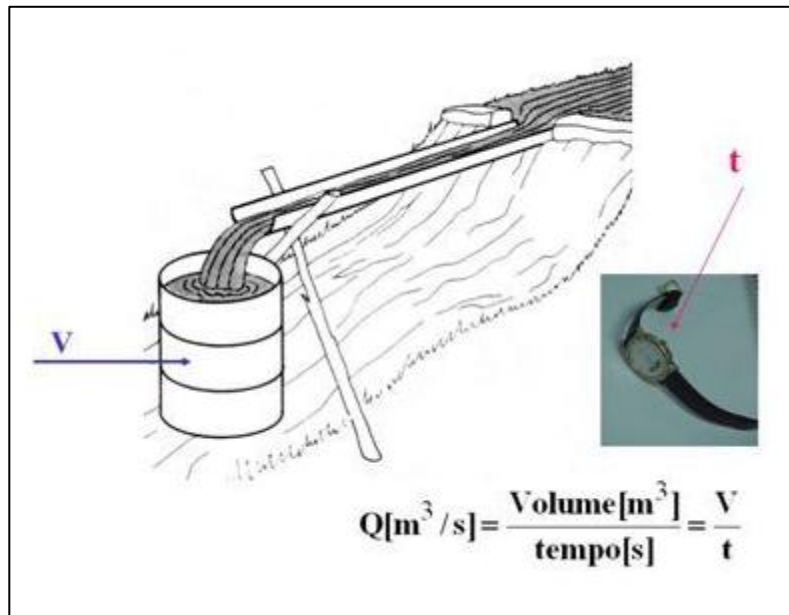 t
V
Q[m³/s] = Volume[m³] / tempo[s] = V / t